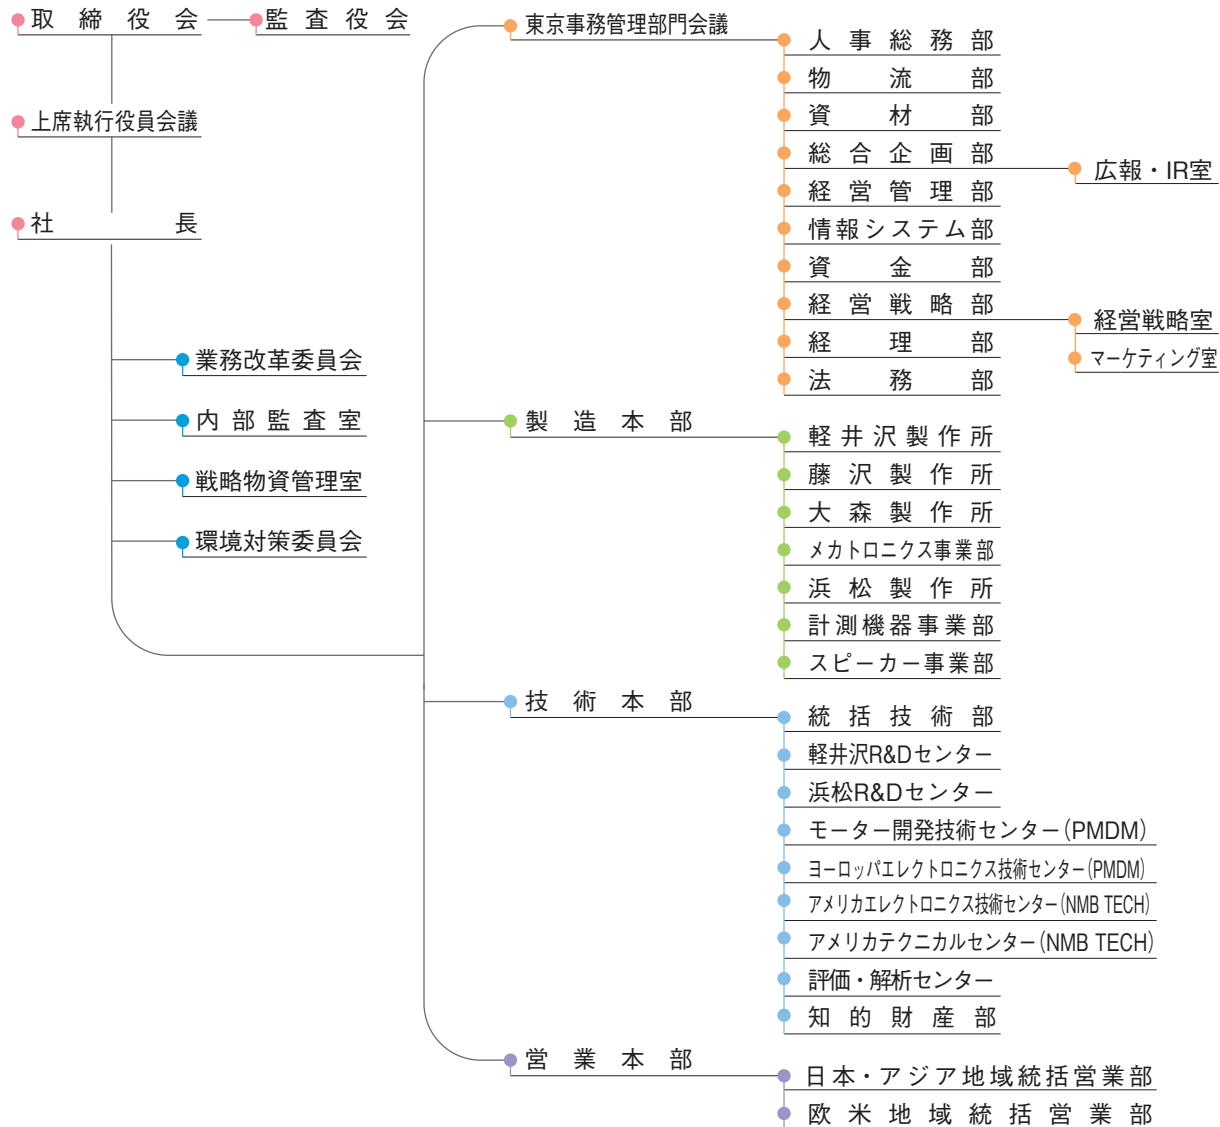 取締役会
監査役会
上席執行役員会議
社長
業務改革委員会
内部監査室
戦略物資管理室
環境対策委員会
東京事務管理部門会議
人事総務部
物流部
資材部
総合企画部
広報・IR室
経営管理部
情報システム部
資金部
経営戦略部
経営戦略室
マーケティング室
経理部
法務部
製造本部
軽井沢製作所
藤沢製作所
大森製作所
メカトロニクス事業部
浜松製作所
計測機器事業部
スピーカー事業部
技術本部
統括技術部
軽井沢R&Dセンター
浜松R&Dセンター
モーター開発技術センター(PMDM)
ヨーロッパエレクトロニクス技術センター(PMDM)
アメリカエレクトロニクス技術センター(NMB TECH)
アメリカテクニカルセンター(NMB TECH)
評価・解析センター
知的財産部
営業本部
日本・アジア地域統括営業部
欧米地域統括営業部